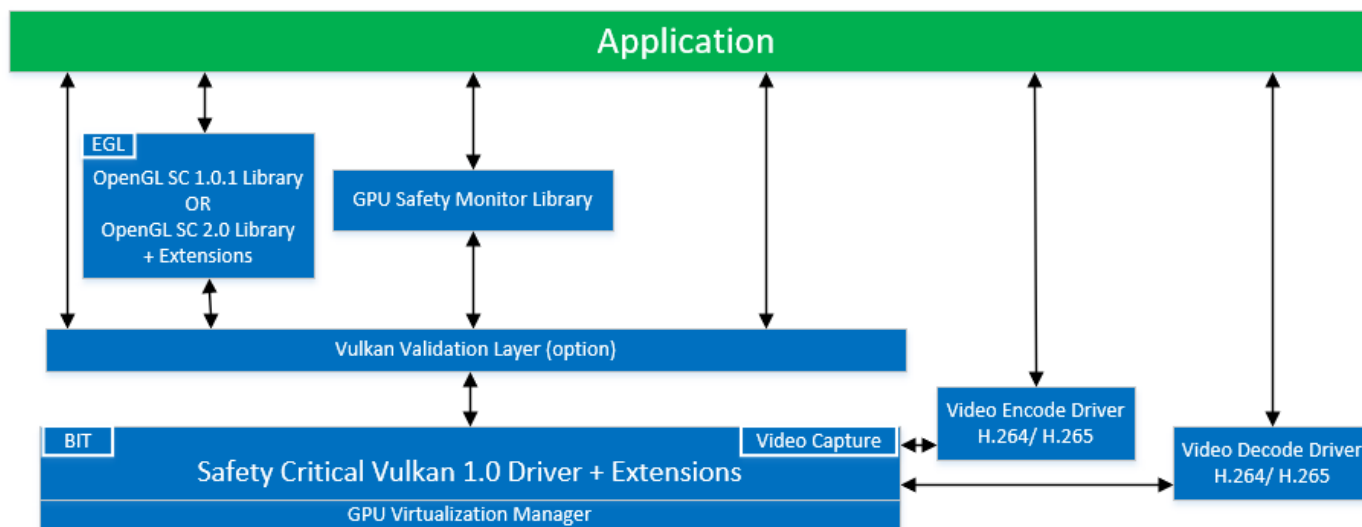 Application
EGL
OpenGL SC 1.0.1 Library
OR
OpenGL SC 2.0 Library
+ Extensions
GPU Safety Monitor Library
Vulkan Validation Layer (option)
Video Encode Driver
H.264/ H.265
BIT
Video Capture
Safety Critical Vulkan 1.0 Driver + Extensions
Video Decode Driver
H.264/ H.265
GPU Virtualization Manager